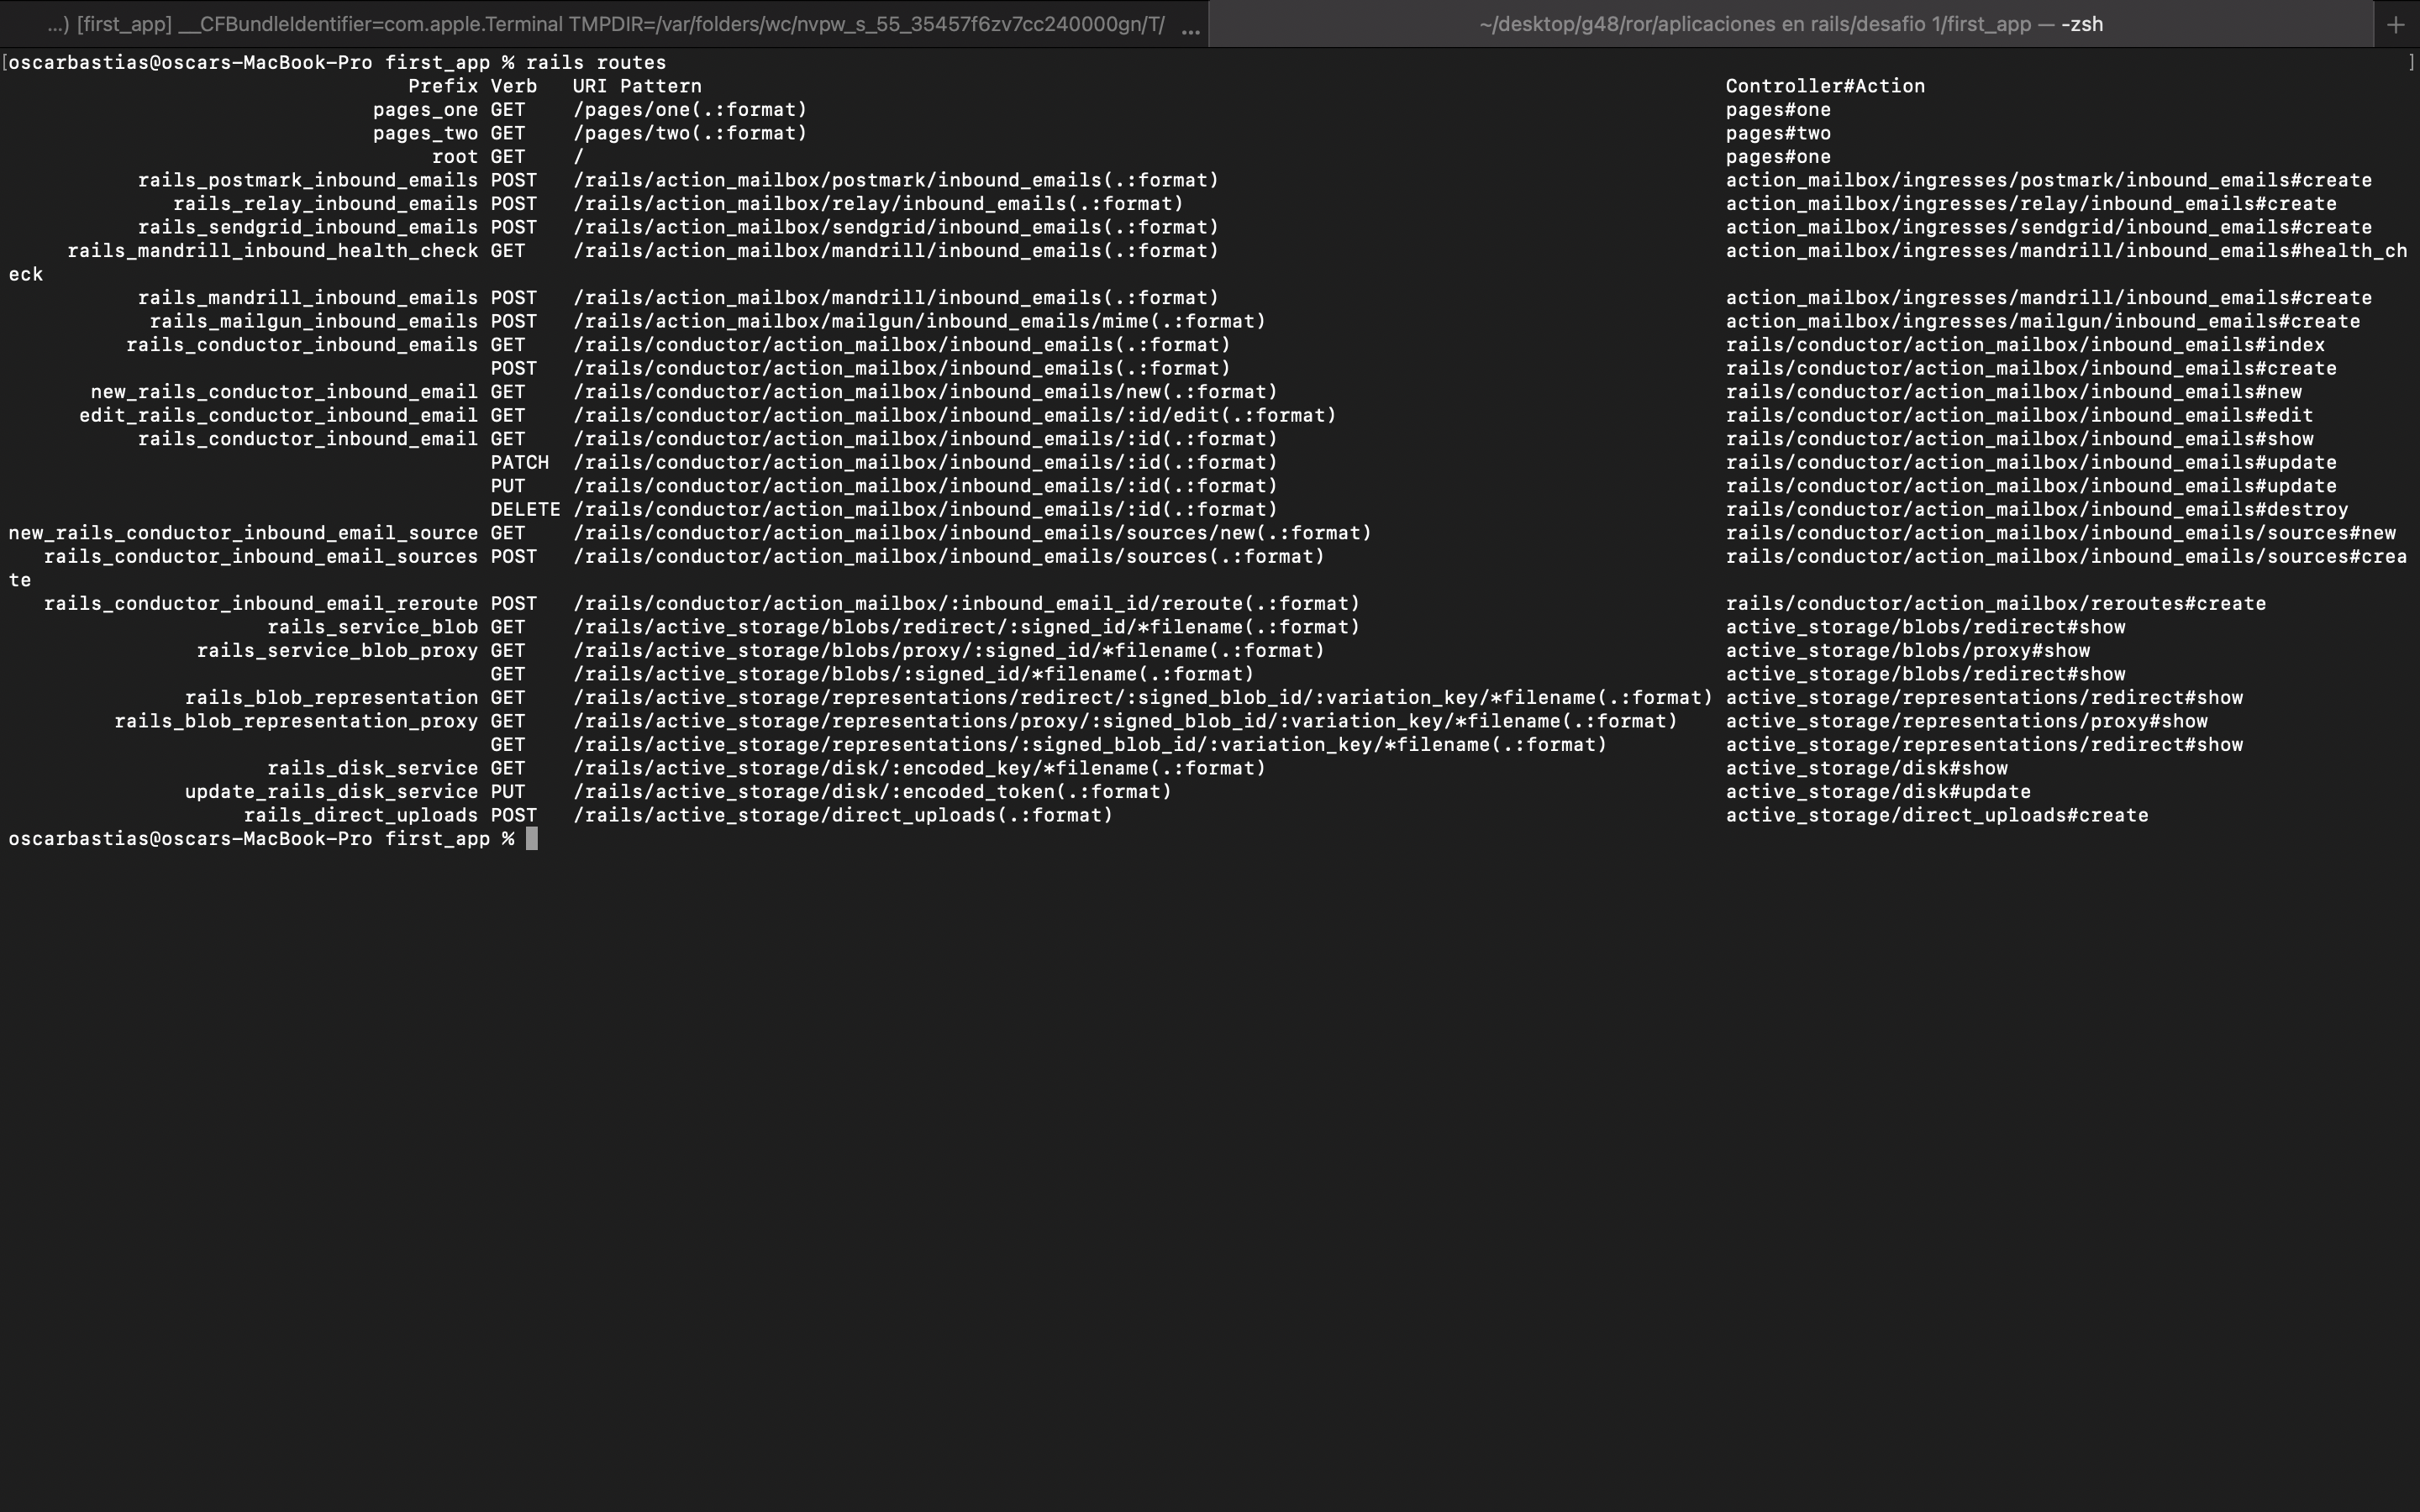 ...) [first_app] __CFBundleIdentifier=com.apple.Terminal TMPDIR=/var/folders/wc/nvpw_s_55_35457f6zv7cc240000gn/T/ ... ~/desktop/g48/ror/aplicaciones en rails/desafio 1/first_app — -zsh +
[oscarbastias@oscars-MacBook-Pro first_app % rails routes ]
Prefix Verb URI Pattern Controller#Action
pages_one GET /pages/one(.:format) pages#one
pages_two GET /pages/two(.:format) pages#two
root GET / pages#one
rails_postmark_inbound_emails POST /rails/action_mailbox/postmark/inbound_emails(.:format) action_mailbox/ingresses/postmark/inbound_emails#create
rails_relay_inbound_emails POST /rails/action_mailbox/relay/inbound_emails(.:format) action_mailbox/ingresses/relay/inbound_emails#create
rails_sendgrid_inbound_emails POST /rails/action_mailbox/sendgrid/inbound_emails(.:format) action_mailbox/ingresses/sendgrid/inbound_emails#create
rails_mandrill_inbound_health_check GET /rails/action_mailbox/mandrill/inbound_emails(.:format) action_mailbox/ingresses/mandrill/inbound_emails#health_ch
eck
rails_mandrill_inbound_emails POST /rails/action_mailbox/mandrill/inbound_emails(.:format) action_mailbox/ingresses/mandrill/inbound_emails#create
rails_mailgun_inbound_emails POST /rails/action_mailbox/mailgun/inbound_emails/mime(.:format) action_mailbox/ingresses/mailgun/inbound_emails#create
rails_conductor_inbound_emails GET /rails/conductor/action_mailbox/inbound_emails(.:format) rails/conductor/action_mailbox/inbound_emails#index
POST /rails/conductor/action_mailbox/inbound_emails(.:format) rails/conductor/action_mailbox/inbound_emails#create
new_rails_conductor_inbound_email GET /rails/conductor/action_mailbox/inbound_emails/new(.:format) rails/conductor/action_mailbox/inbound_emails#new
edit_rails_conductor_inbound_email GET /rails/conductor/action_mailbox/inbound_emails/:id/edit(.:format) rails/conductor/action_mailbox/inbound_emails#edit
rails_conductor_inbound_email GET /rails/conductor/action_mailbox/inbound_emails/:id(.:format) rails/conductor/action_mailbox/inbound_emails#show
PATCH /rails/conductor/action_mailbox/inbound_emails/:id(.:format) rails/conductor/action_mailbox/inbound_emails#update
PUT /rails/conductor/action_mailbox/inbound_emails/:id(.:format) rails/conductor/action_mailbox/inbound_emails#update
DELETE /rails/conductor/action_mailbox/inbound_emails/:id(.:format) rails/conductor/action_mailbox/inbound_emails#destroy
new_rails_conductor_inbound_email_source GET /rails/conductor/action_mailbox/inbound_emails/sources/new(.:format) rails/conductor/action_mailbox/inbound_emails/sources#new
rails_conductor_inbound_email_sources POST /rails/conductor/action_mailbox/inbound_emails/sources(.:format) rails/conductor/action_mailbox/inbound_emails/sources#crea
te
rails_conductor_inbound_email_reroute POST /rails/conductor/action_mailbox/:inbound_email_id/reroute(.:format) rails/conductor/action_mailbox/reroutes#create
rails_service_blob GET /rails/active_storage/blobs/redirect/:signed_id/*filename(.:format) active_storage/blobs/redirect#show
rails_service_blob_proxy GET /rails/active_storage/blobs/proxy/:signed_id/*filename(.:format) active_storage/blobs/proxy#show
GET /rails/active_storage/blobs/:signed_id/*filename(.:format) active_storage/blobs/redirect#show
rails_blob_representation GET /rails/active_storage/representations/redirect/:signed_blob_id/:variation_key/*filename(.:format) active_storage/representations/redirect#show
rails_blob_representation_proxy GET /rails/active_storage/representations/proxy/:signed_blob_id/:variation_key/*filename(.:format) active_storage/representations/proxy#show
GET /rails/active_storage/representations/:signed_blob_id/:variation_key/*filename(.:format) active_storage/representations/redirect#show
rails_disk_service GET /rails/active_storage/disk/:encoded_key/*filename(.:format) active_storage/disk#show
update_rails_disk_service PUT /rails/active_storage/disk/:encoded_token(.:format) active_storage/disk#update
rails_direct_uploads POST /rails/active_storage/direct_uploads(.:format) active_storage/direct_uploads#create
oscarbastias@oscars-MacBook-Pro first_app %